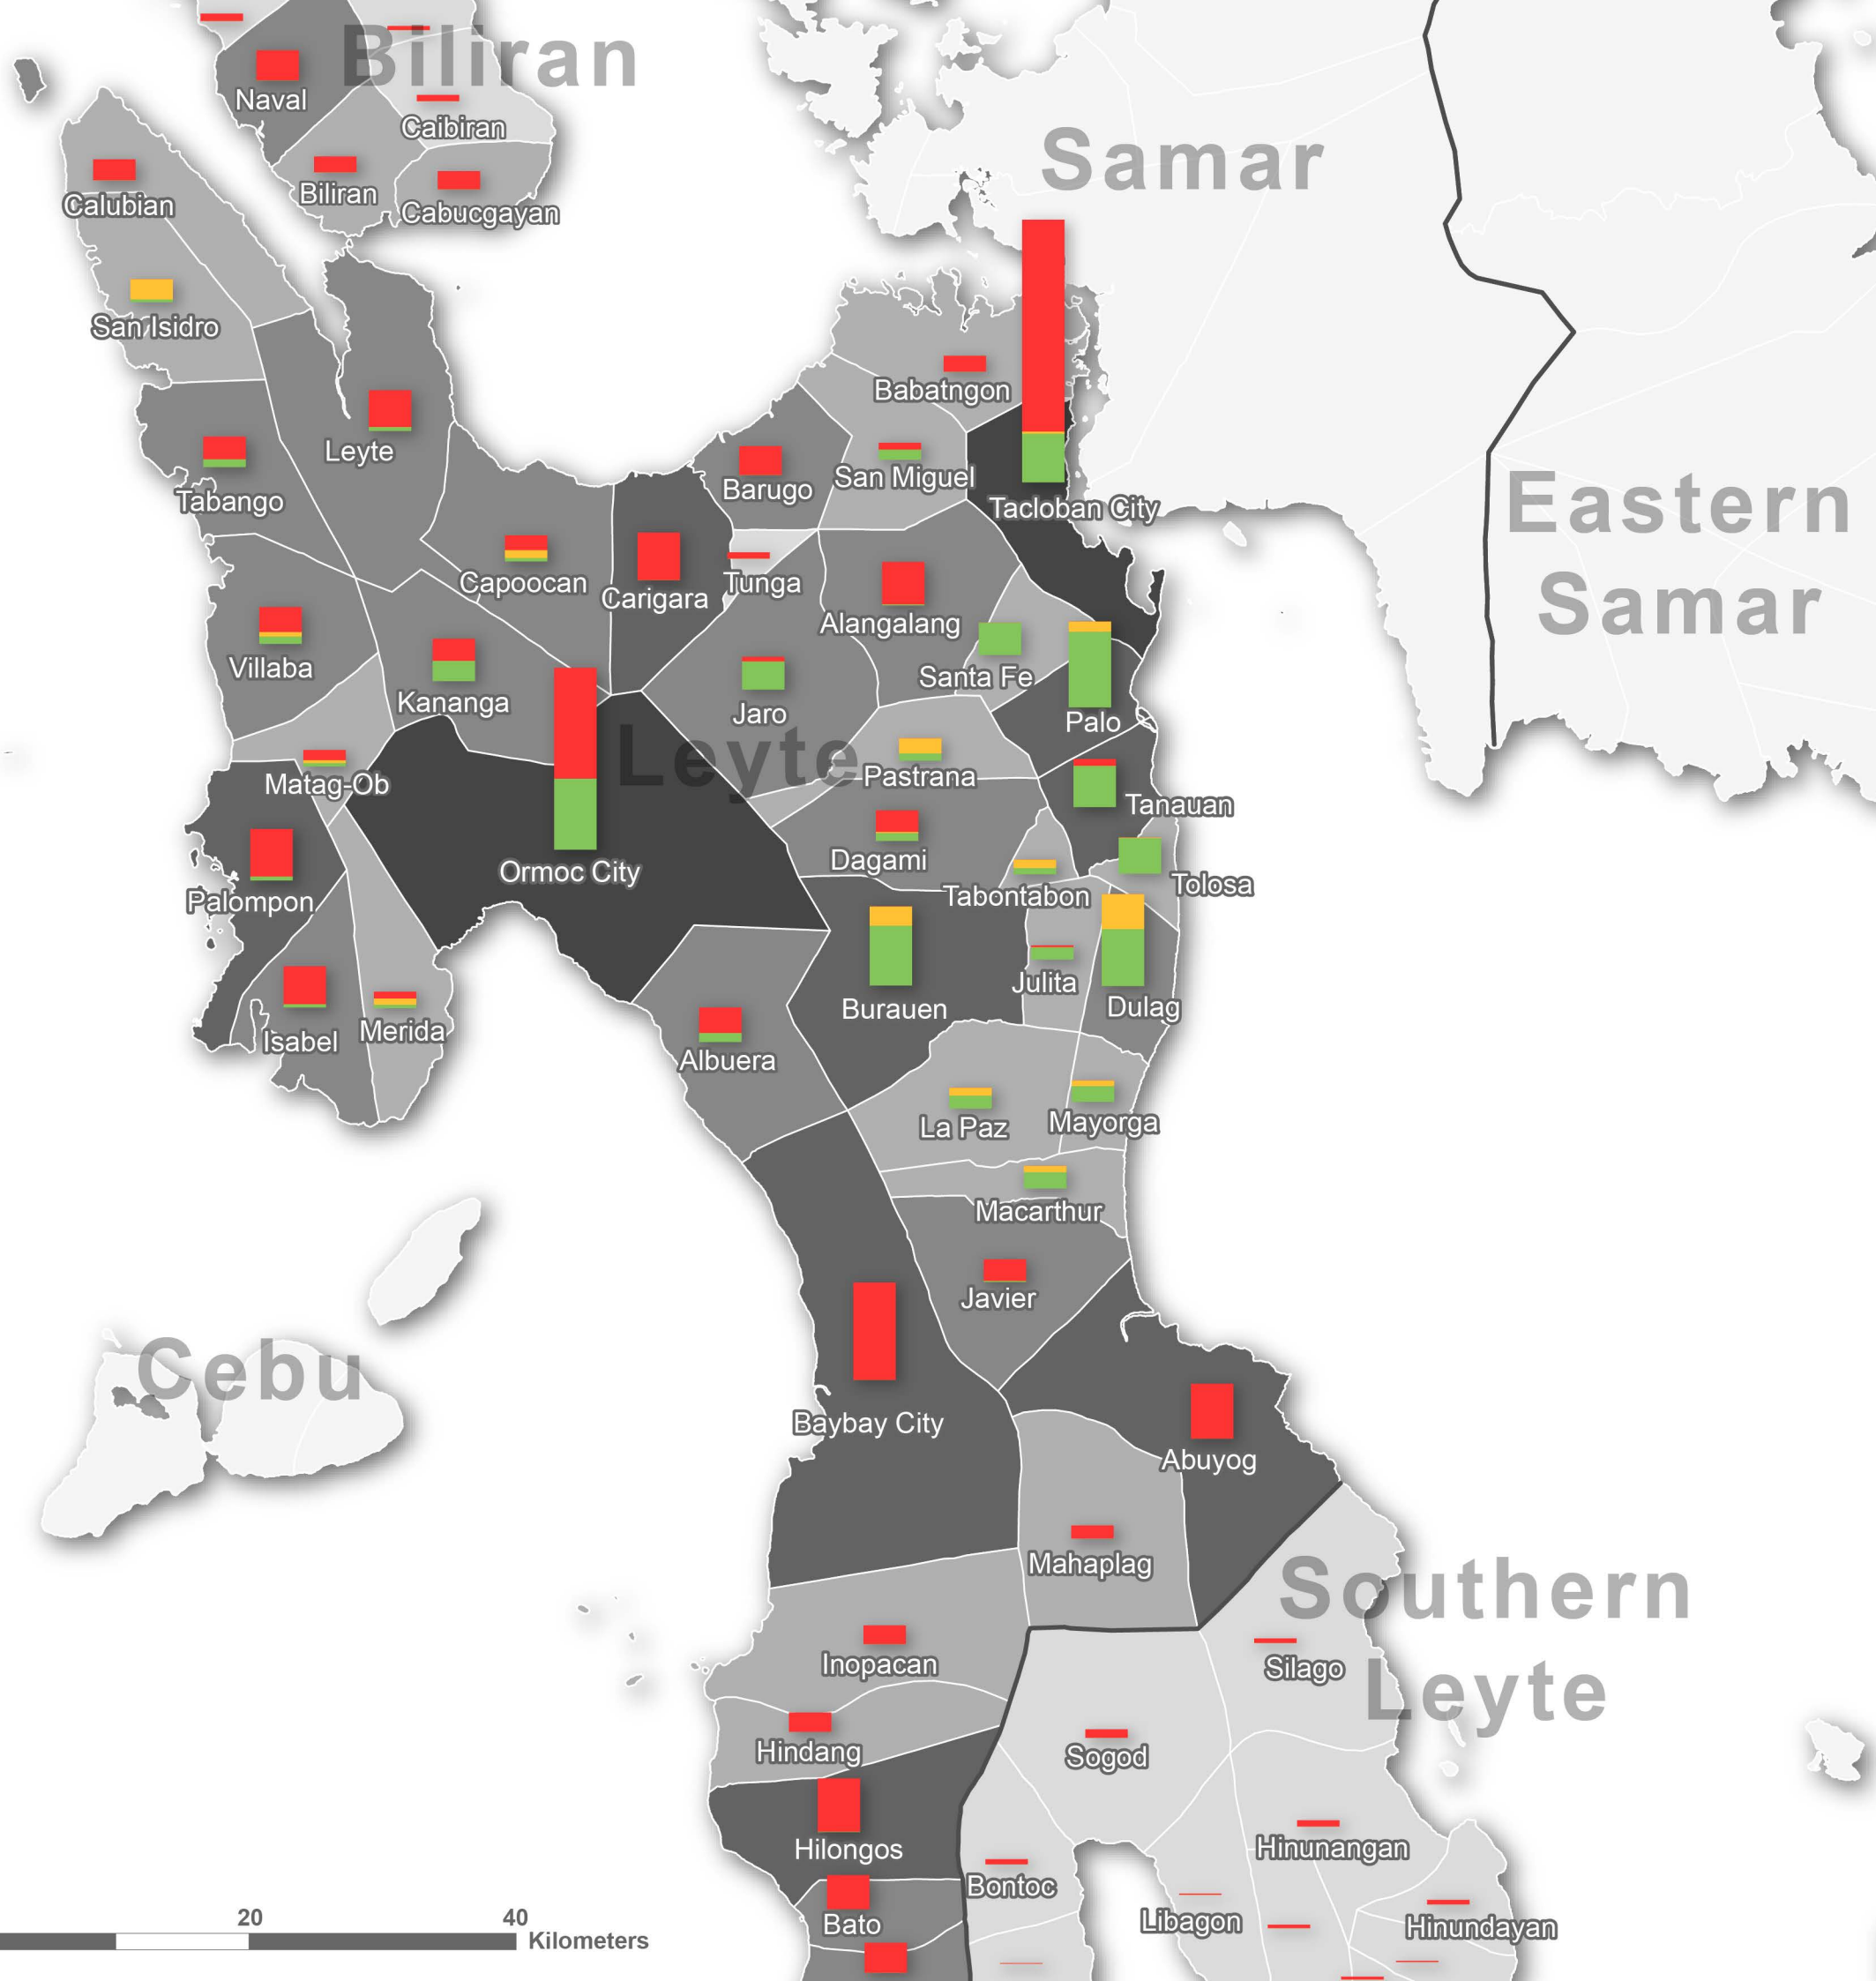 Biliran
Naval
Caibiran
Samar
Biliran
Calubian
Cabucgayan
San Isidro
Babatngon
Leyte
San Miguel
Barugo
Tabango
Tacloban City
Eastern
Samar
Capoocan
Tunga
Carigara
Alangalang
Villaba
Santa Fe
Kananga
Jaro
Palo
Leyte
Pastrana
Matag-Ob
Tanauan
Dagami
Ormoc City
Tolosa
Tabontabon
Palompon
Julita
Burauen
Dulag
Merida
Isabel
Albuera
Mayorga
La Paz
Macarthur
Javier
Cebu
Baybay City
Abuyog
Mahaplag
Southern
Leyte
Inopacan
Silago
Hindang
Sogod
Hilongos
Hinunangan
Bontoc
Libagon
Bato
Hinundayan
20
40
Kilometers